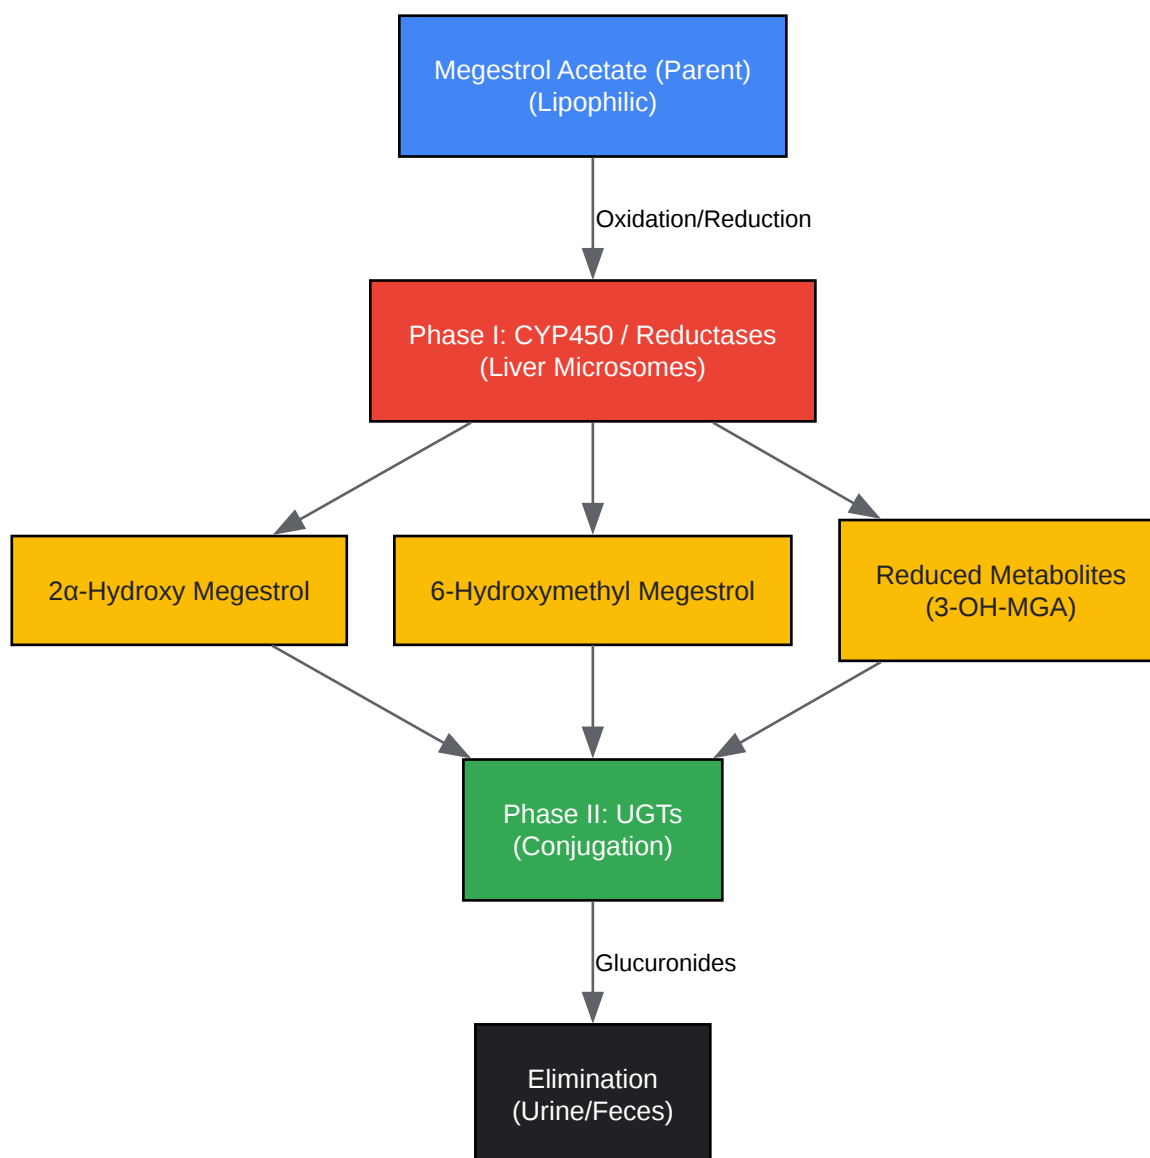 Megestrol Acetate (Parent)
(Lipophilic)
Oxidation/Reduction
Phase I: CYP450 / Reductases
(Liver Microsomes)
2α-Hydroxy Megestrol
6-Hydroxymethyl Megestrol
Reduced Metabolites
(3-OH-MGA)
Phase II: UGTs
(Conjugation)
Glucuronides
Elimination
(Urine/Feces)